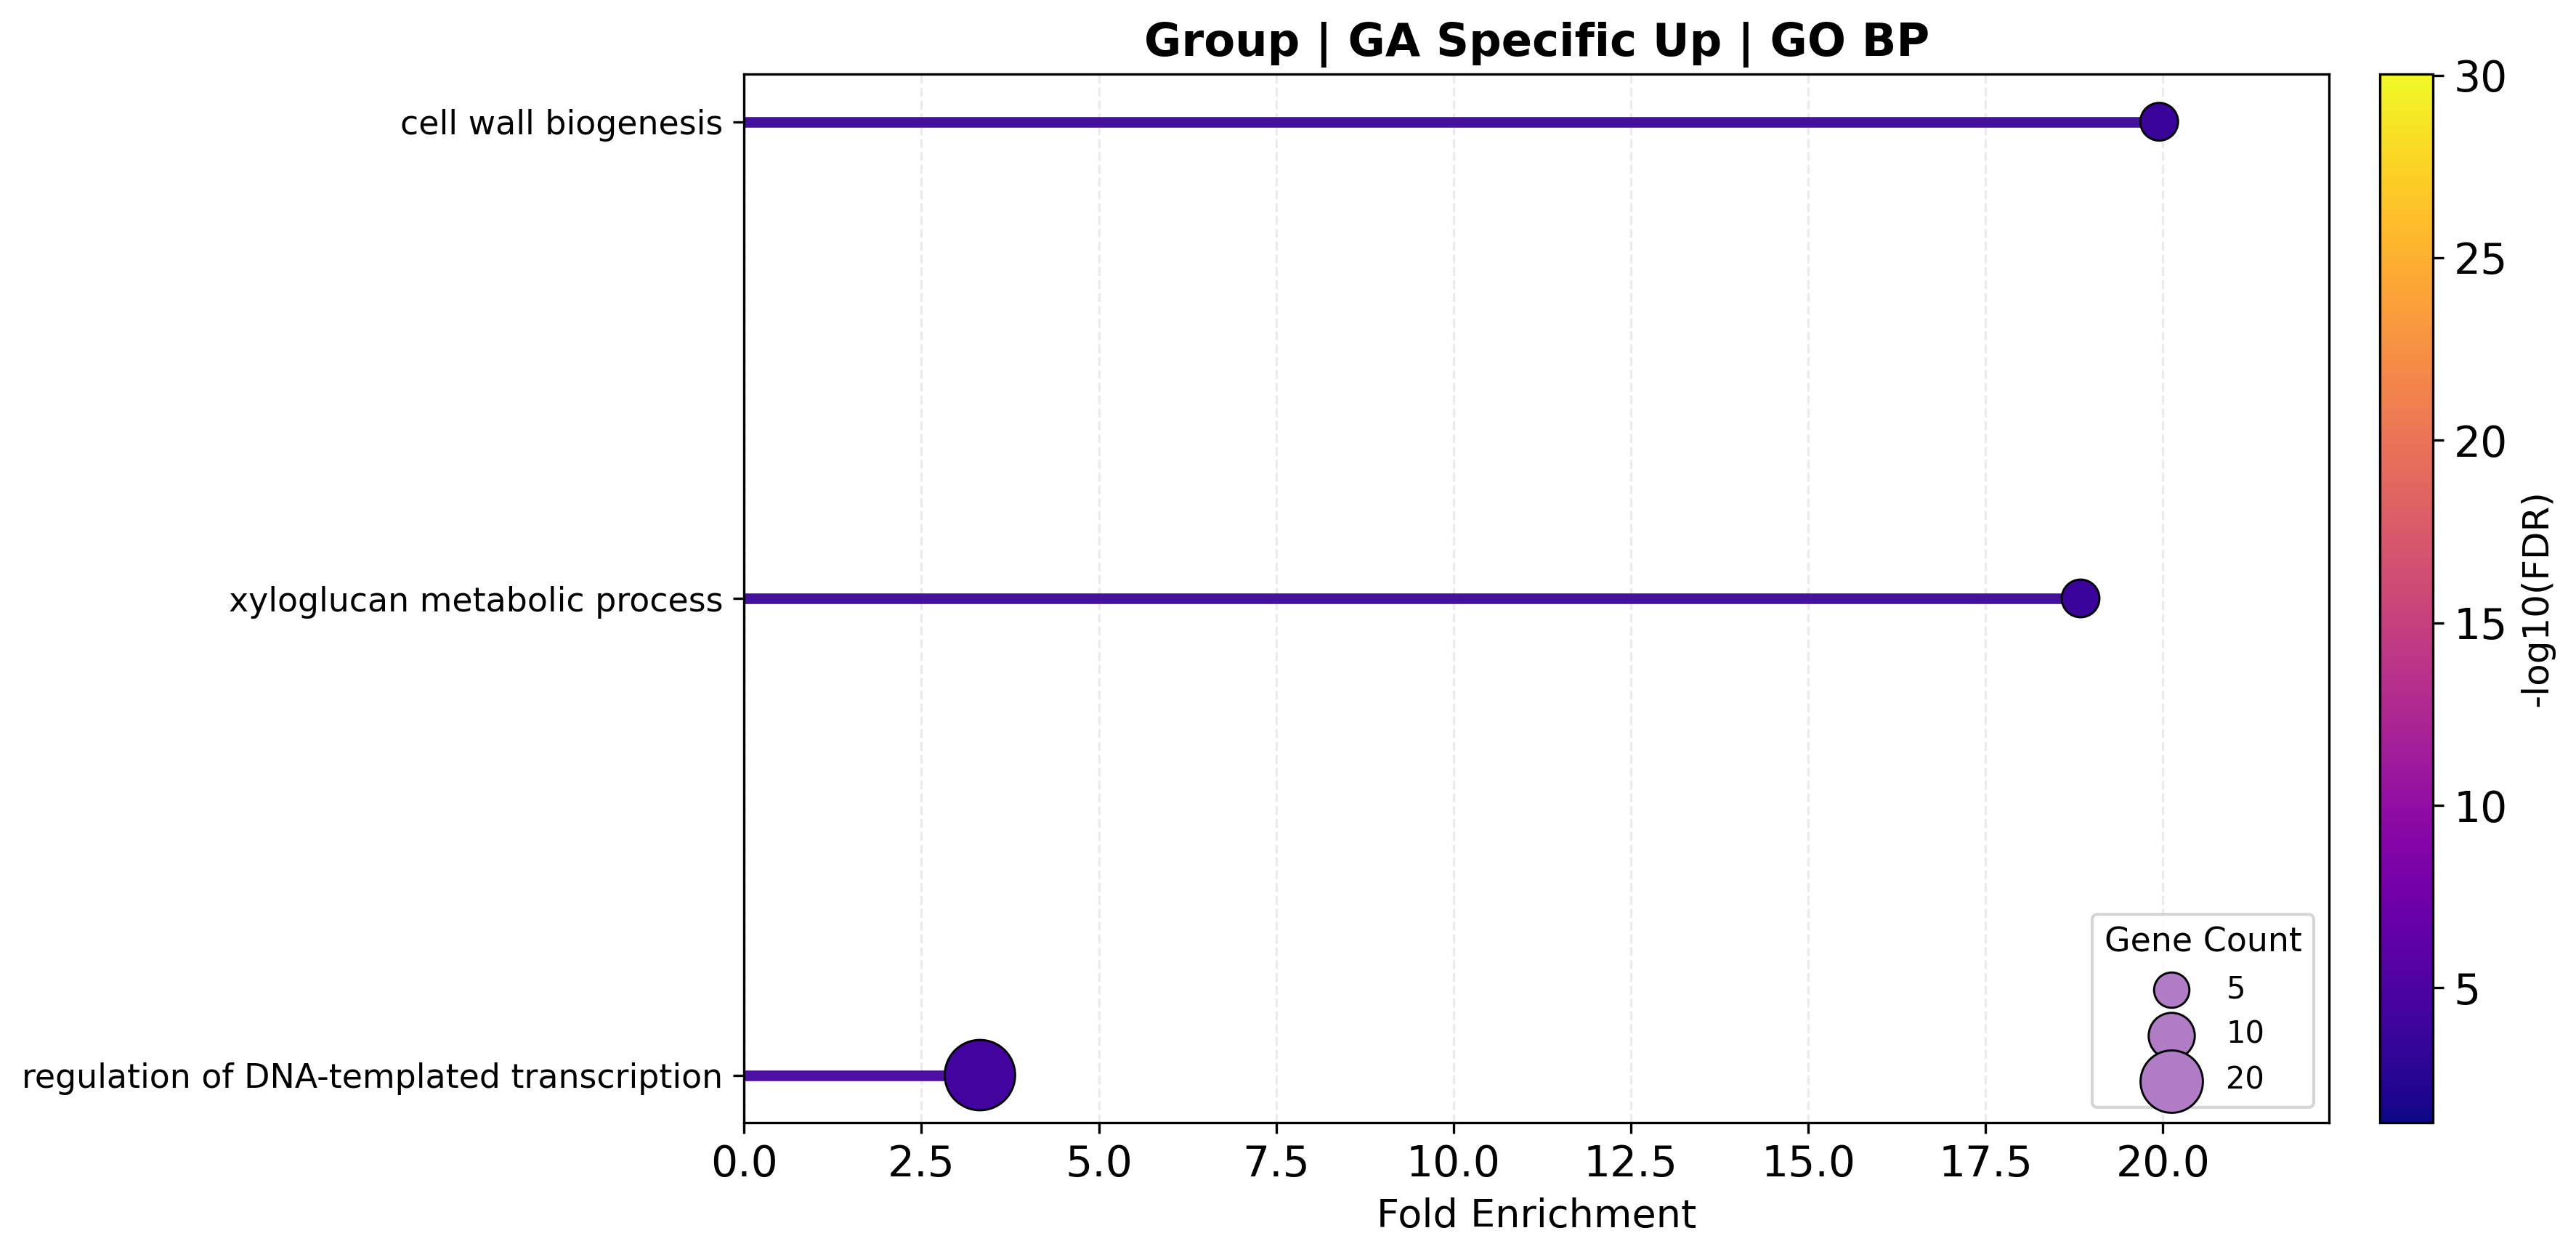 Group | GA Specific Up | GO BP
cell wall biogenesis
xyloglucan metabolic process
regulation of DNA-templated transcription
0.0 2.5 5.0 7.5 10.0 12.5 15.0 17.5 20.0
Fold Enrichment
Gene Count
5
10
20
30
25
20
15
10
5
-log10(FDR)